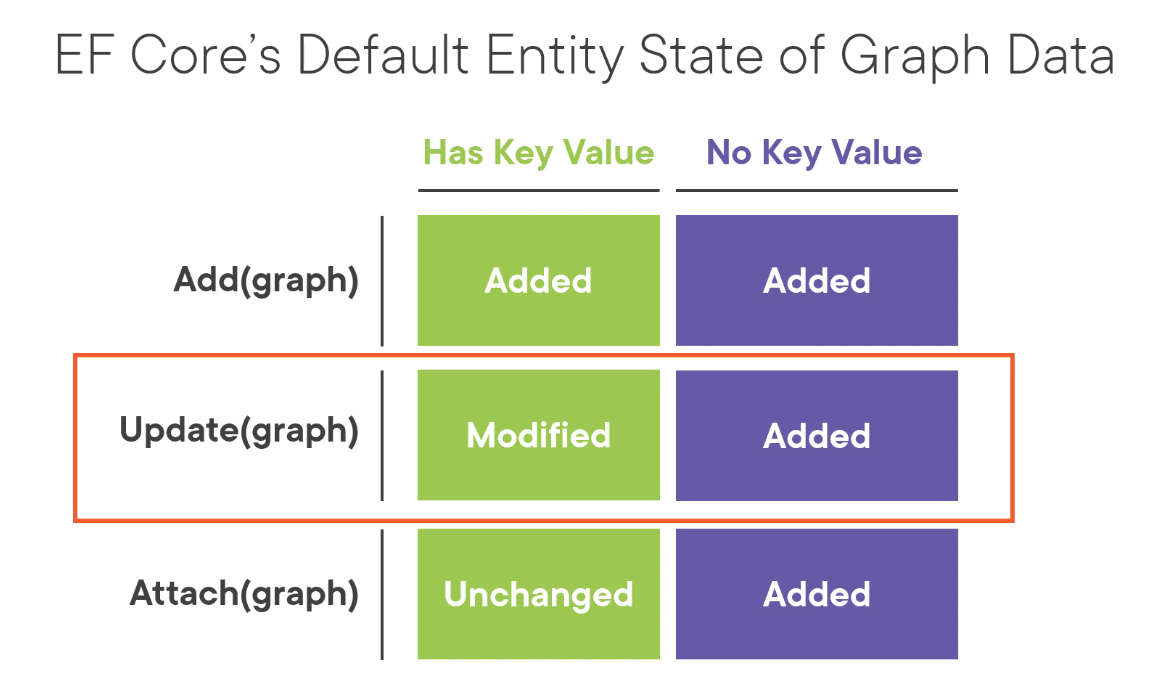 EF Core’s Default Entity State of Graph Data
Has Key Value No Key Value
Add(graph) Added Added
Update(graph) Modified Added
Attach(graph) Unchanged Added